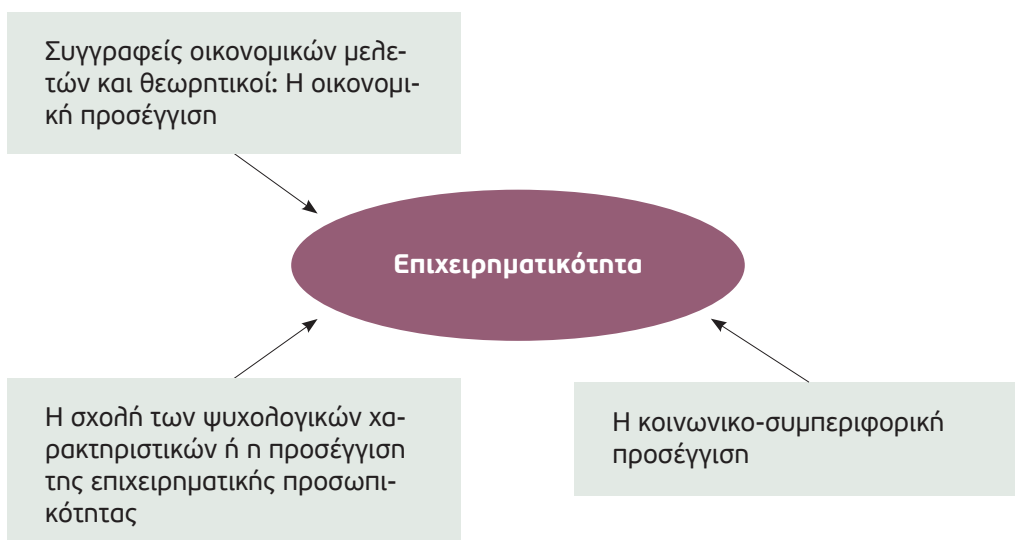 Συγγραφείς οικονομικών μελε-
τών και θεωρητικοί: Η οικονομι-
κή προσέγγιση
Επιχειρηματικότητα
Η σχολή των ψυχολογικών χα-
ρακτηριστικών ή η προσέγγιση
της επιχειρηματικής προσωπι-
κότητας
Η κοινωνικο-συμπεριφορική
προσέγγιση